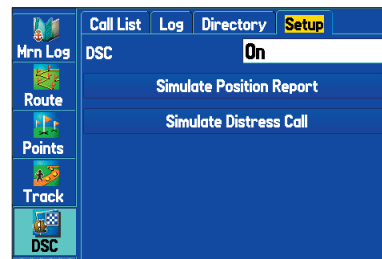 Call List Log Directory Setup
Mrn Log
DSC On
Simulate Position Report
Route
Simulate Distress Call
Points
Track
DSC